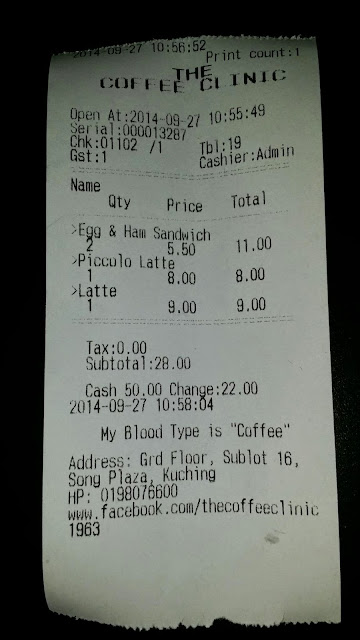 2014-09-27 10:56:52
Print count:1
THE
COFFEE CLINIC
Open At:2014-09-27 10:55:49
Serial:000013287
Chk:01102 /1 Tbl:19
Gst:1 Cashier:Admin
Name
Qty Price Total
>Egg & Ham Sandwich
2 5.50 11.00
>Piccolo Latte
1 8.00 8.00
>Latte
1 9.00 9.00
Tax:0.00
Subtotal:28.00
Cash 50.00 Change:22.00
2014-09-27 10:58:04
My Blood Type is "Coffee"
Address: Grd Floor, Sublot 16,
Song Plaza, Kuching
HP: 0198076600
www.facebook.com/thecoffeeclinic
1963